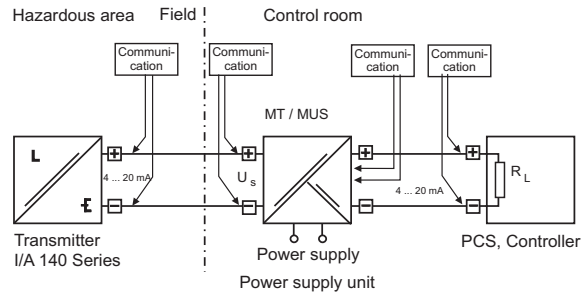 Hazardous area
Field
Control room
Communi-
cation
Communi-
cation
Communi-
cation
Communi-
cation
MT / MUS
L
+
+
+
+
4 ... 20 mA
U s
4 ... 20 mA
R L
E
−
−
−
−
Transmitter
I/A 140 Series
Power supply
PCS, Controller
Power supply unit